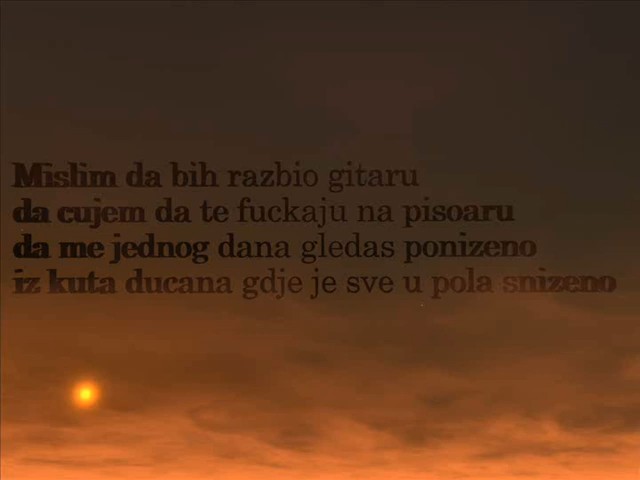 Mislim da bih razbio gitaru
da cujem da te fuckaju na pisoaru
da me jednog dana gledas ponizeno
iz kuta ducana gdje je sve u pola snizeno